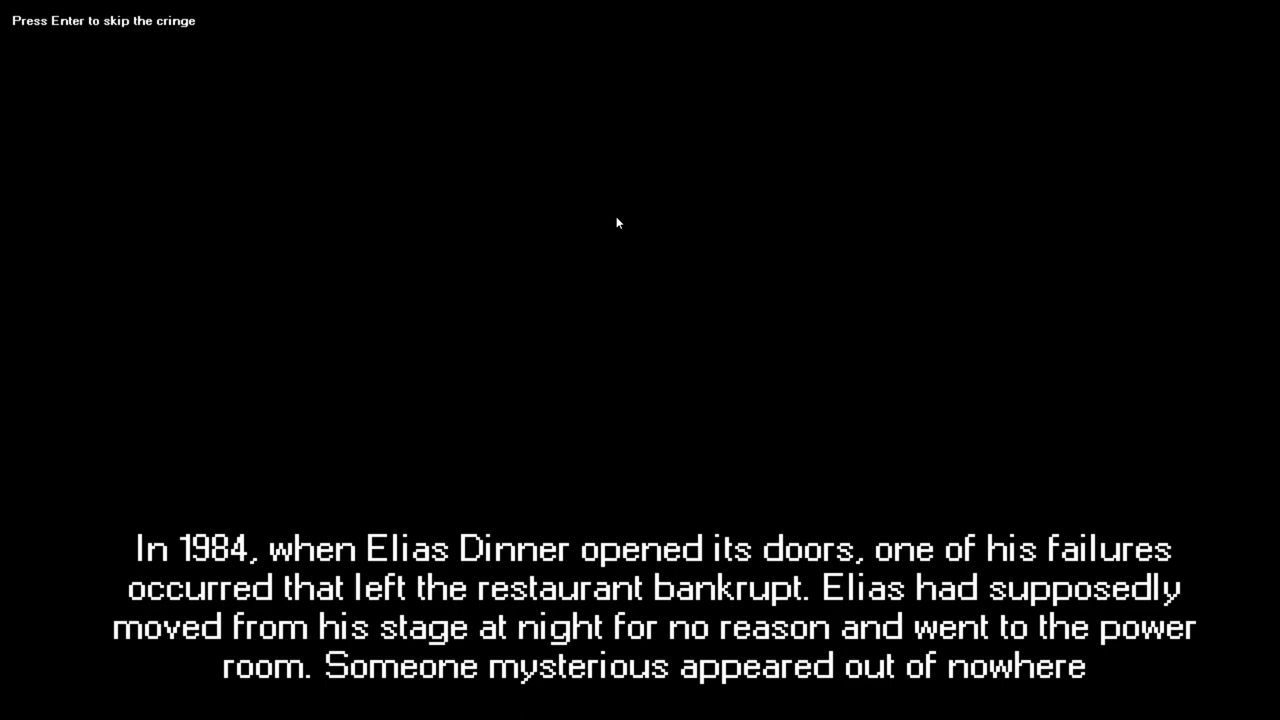 Press Enter to skip the cringe
In 1984, when Elias Dinner opened its doors, one of his failures
occurred that left the restaurant bankrupt. Elias had supposedly
moved from his stage at night for no reason and went to the power
room. Someone mysterious appeared out of nowhere